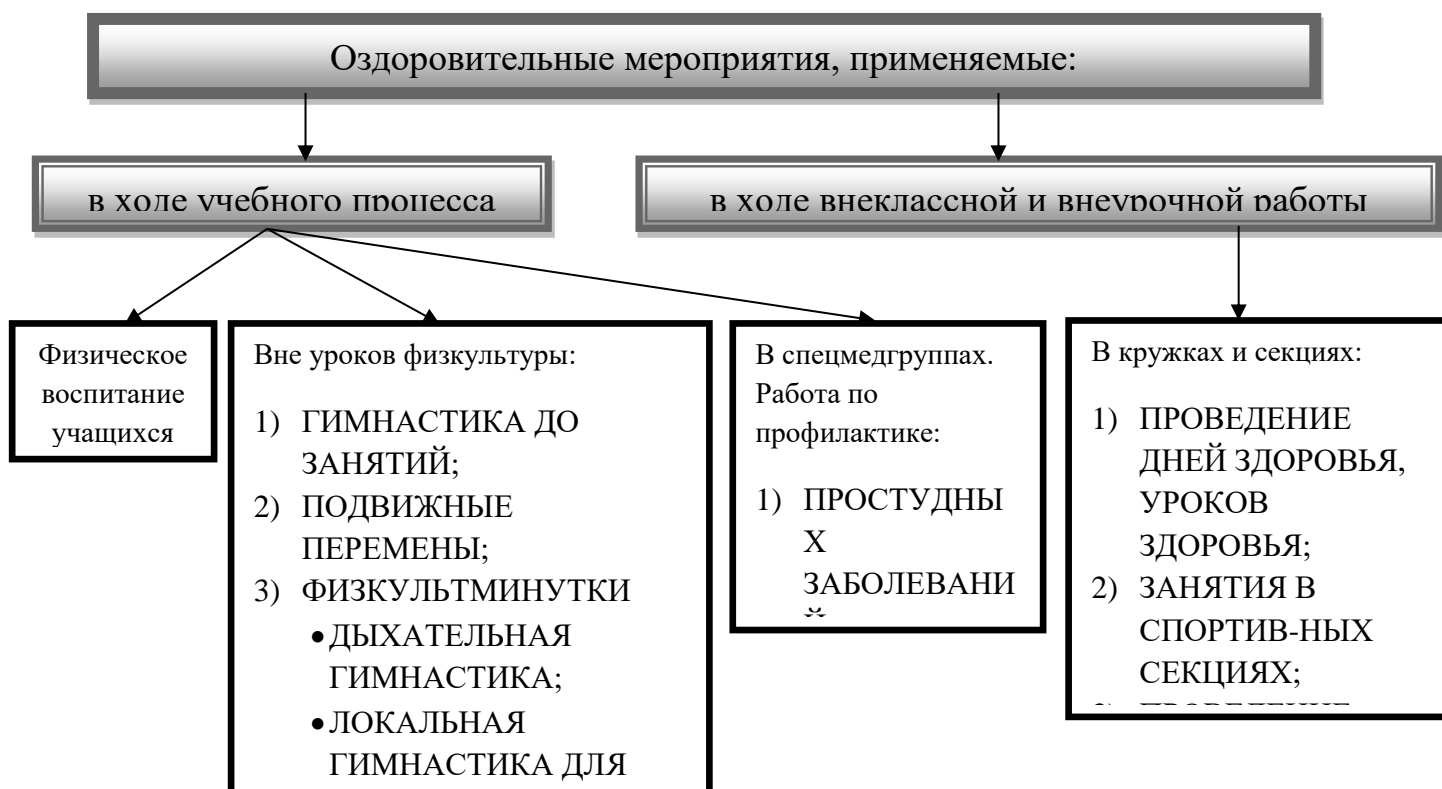 Оздоровительные мероприятия, применяемые:
в ходе учебного процесса
в ходе внеклассной и внеурочной работы
Физическое
воспитание
учащихся
Вне уроков физкультуры:
1) ГИМНАСТИКА ДО
ЗАНЯТИЙ;
2) ПОДВИЖНЫЕ
ПЕРЕМЕНЫ;
3) ФИЗКУЛЬТМИНУТКИ
• ДЫХАТЕЛЬНАЯ
ГИМНАСТИКА;
• ЛОКАЛЬНАЯ
ГИМНАСТИКА ДЛЯ
В спецмедгруппах.
Работа по
профилактике:
1) ПРОСТУДНЫ
Х
ЗАБОЛЕВАНИ
Й
В кружках и секциях:
1) ПРОВЕДЕНИЕ
ДНЕЙ ЗДОРОВЬЯ,
УРОКОВ
ЗДОРОВЬЯ;
2) ЗАНЯТИЯ В
СПОРТИВ-НЫХ
СЕКЦИЯХ;